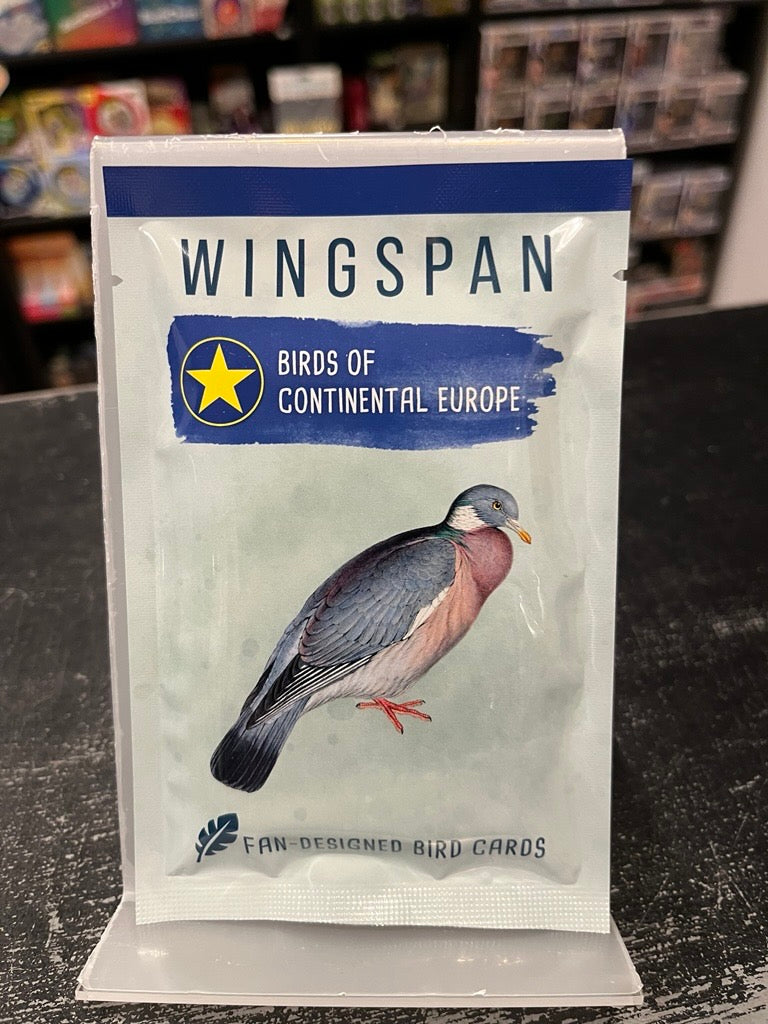 WINGSPAN
BIRDS OF
CONTINENTAL EUROPE
FAN-DESIGNED BIRD CARDS